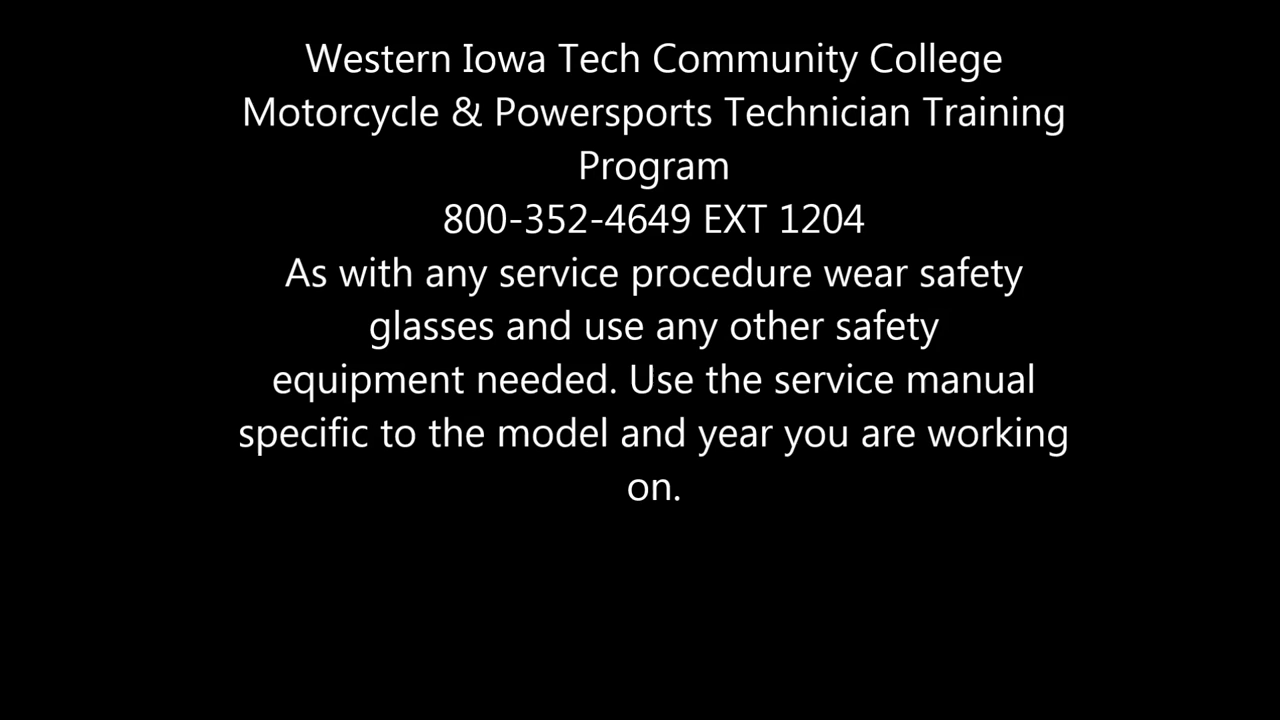 Western Iowa Tech Community College
Motorcycle & Powersports Technician Training
Program
800-352-4649 EXT 1204
As with any service procedure wear safety
glasses and use any other safety
equipment needed. Use the service manual
specific to the model and year you are working
on.